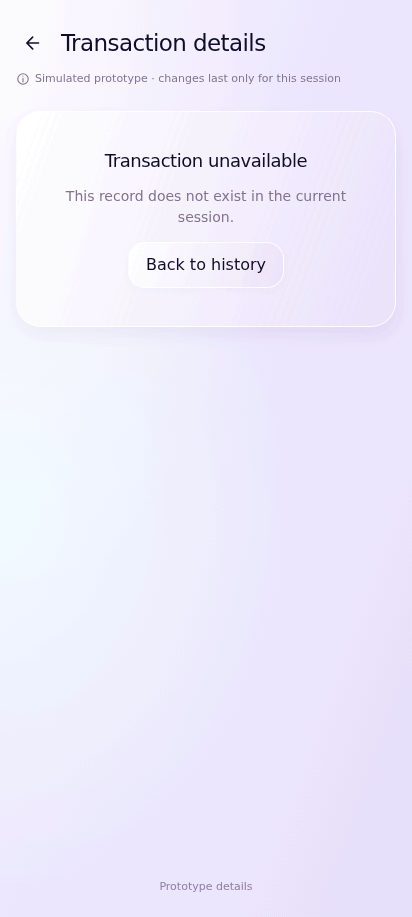 Transaction details
Simulated prototype · changes last only for this session
Transaction unavailable
This record does not exist in the current
session.
Back to history
Prototype details